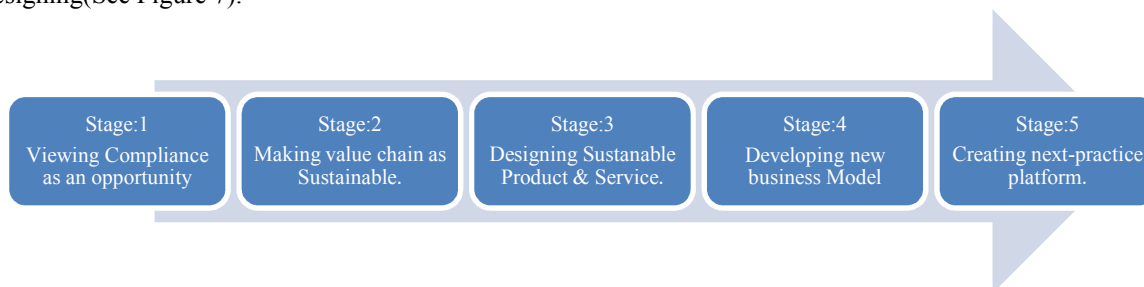 esigning(See Figure 7).
Stage:1
Viewing Compliance
as an opportunity
Stage:2
Making value chain as
Sustainable.
Stage:3
Designing Sustanable
Product & Service.
Stage:4
Developing new
business Model
Stage:5
Creating next-practice
platform.